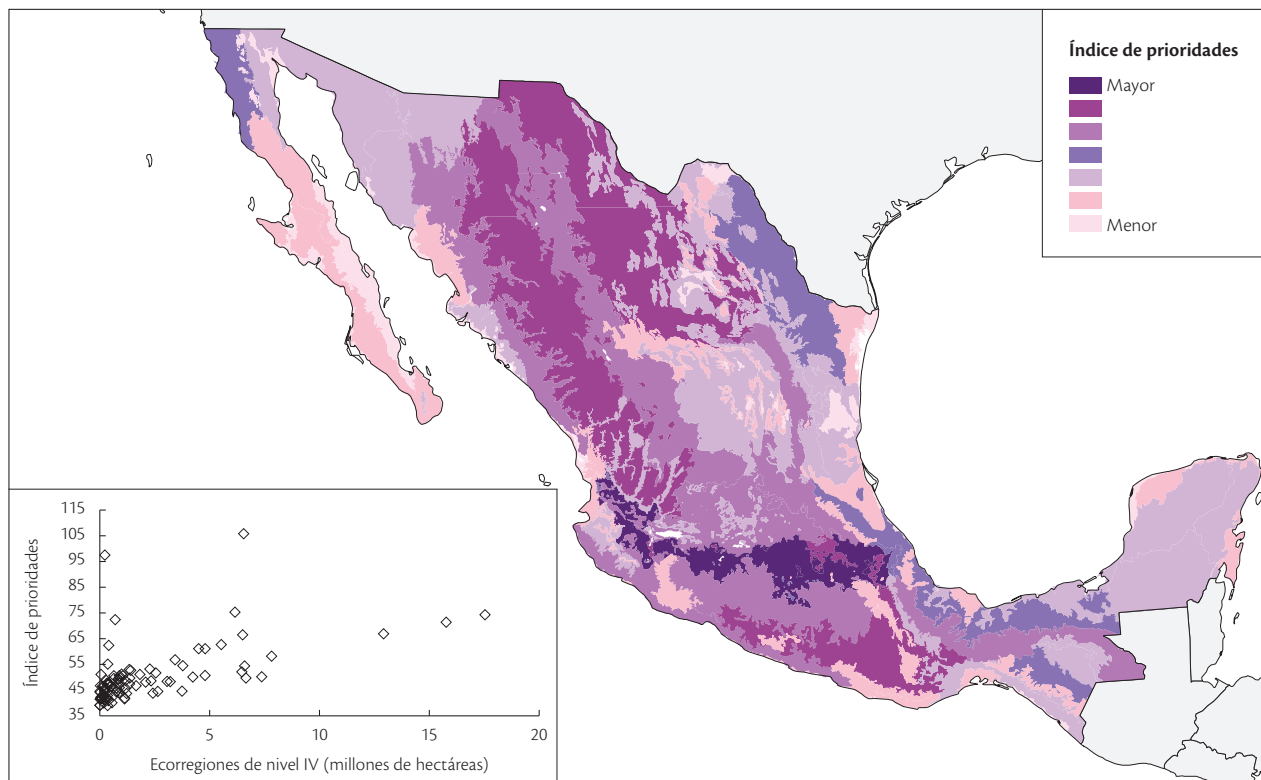 Índice de prioridades
Mayor
Menor
Índice de prioridades
115
105
95
85
75
65
55
45
35
0
5
10
15
20
Ecorregiones de nivel IV (millones de hectáreas)